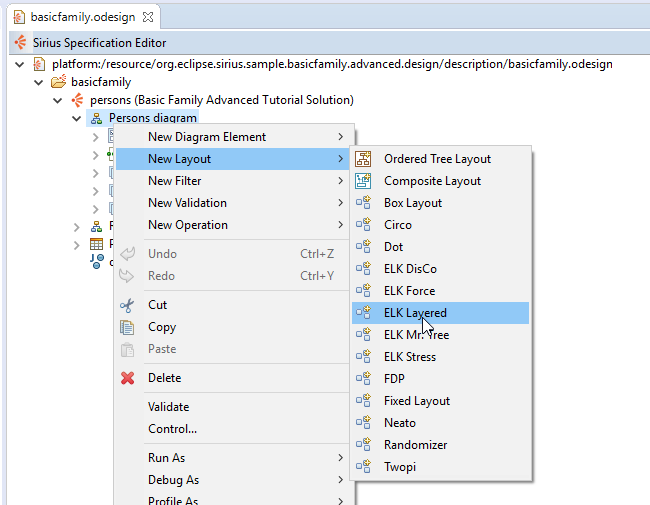 basicfamily.odesign
Sirius Specification Editor
platform:/resource/org.eclipse.sirius.sample.basicfamily.advanced.design/description/basicfamily.odesign
basicfamily
persons (Basic Family Advanced Tutorial Solution)
Persons diagram
New Diagram Element
New Layout
New Filter
New Validation
New Operation
Undo Ctrl+Z
Redo Ctrl+Y
Cut
Copy
Paste
Delete
Validate
Control...
Run As
Debug As
Profile As
Ordered Tree Layout
Composite Layout
Box Layout
Circo
Dot
ELK DisCo
ELK Force
ELK Layered
ELK Mr. Tree
ELK Stress
FDP
Fixed Layout
Neato
Randomizer
Twopi